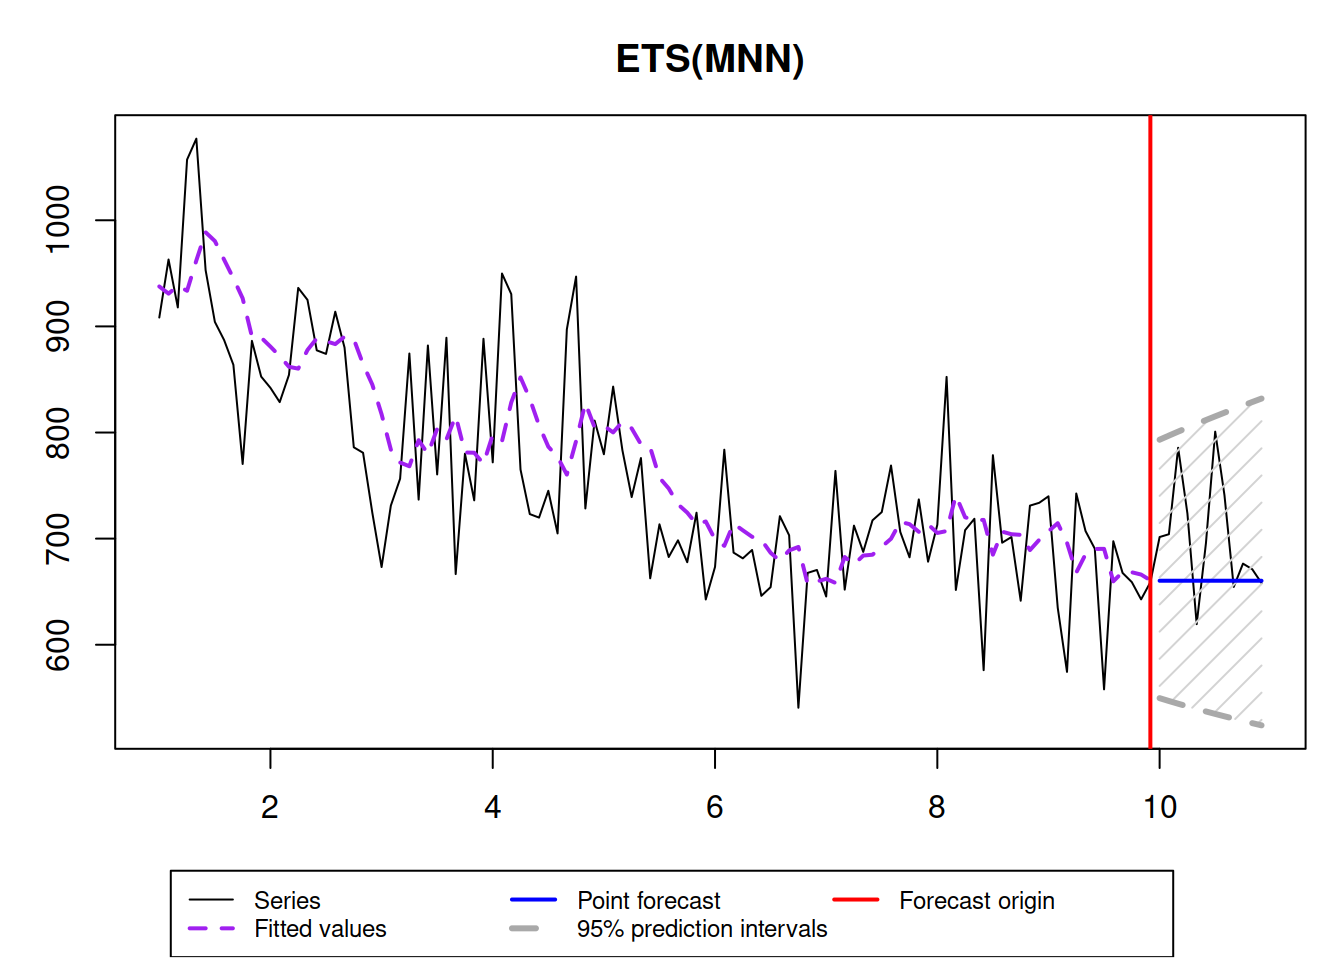 ETS(MNN)
1000
900
800
700
600
2 4 6 8 10
Series Point forecast Forecast origin
Fitted values 95% prediction intervals